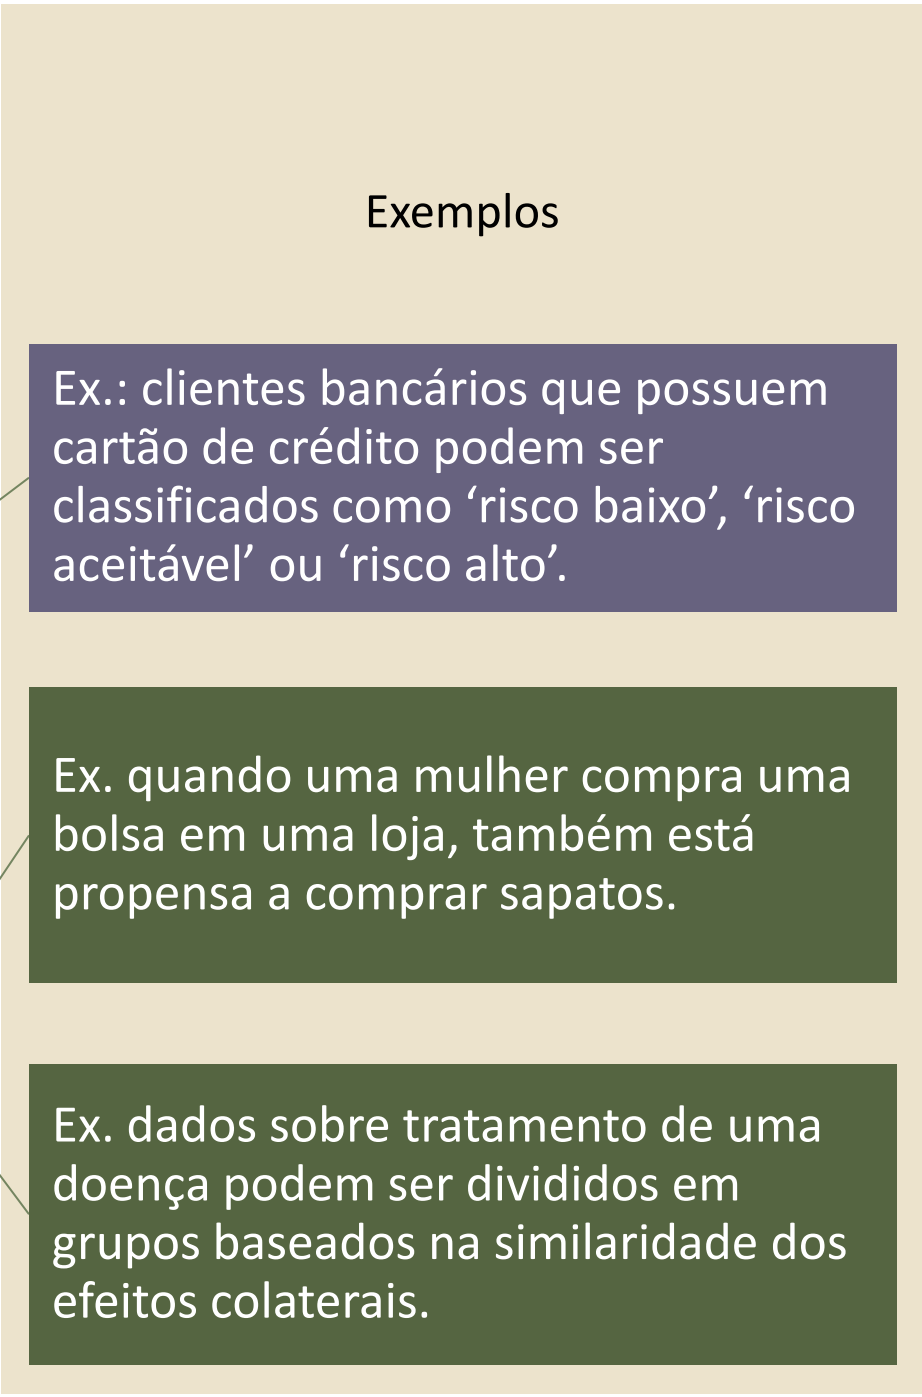 Exemplos
Ex.: clientes bancários que possuem
cartão de crédito podem ser
classificados como ‘risco baixo’, ‘risco
aceitável’ ou ‘risco alto’.
Ex. quando uma mulher compra uma
bolsa em uma loja, também está
propensa a comprar sapatos.
Ex. dados sobre tratamento de uma
doença podem ser divididos em
grupos baseados na similaridade dos
efeitos colaterais.